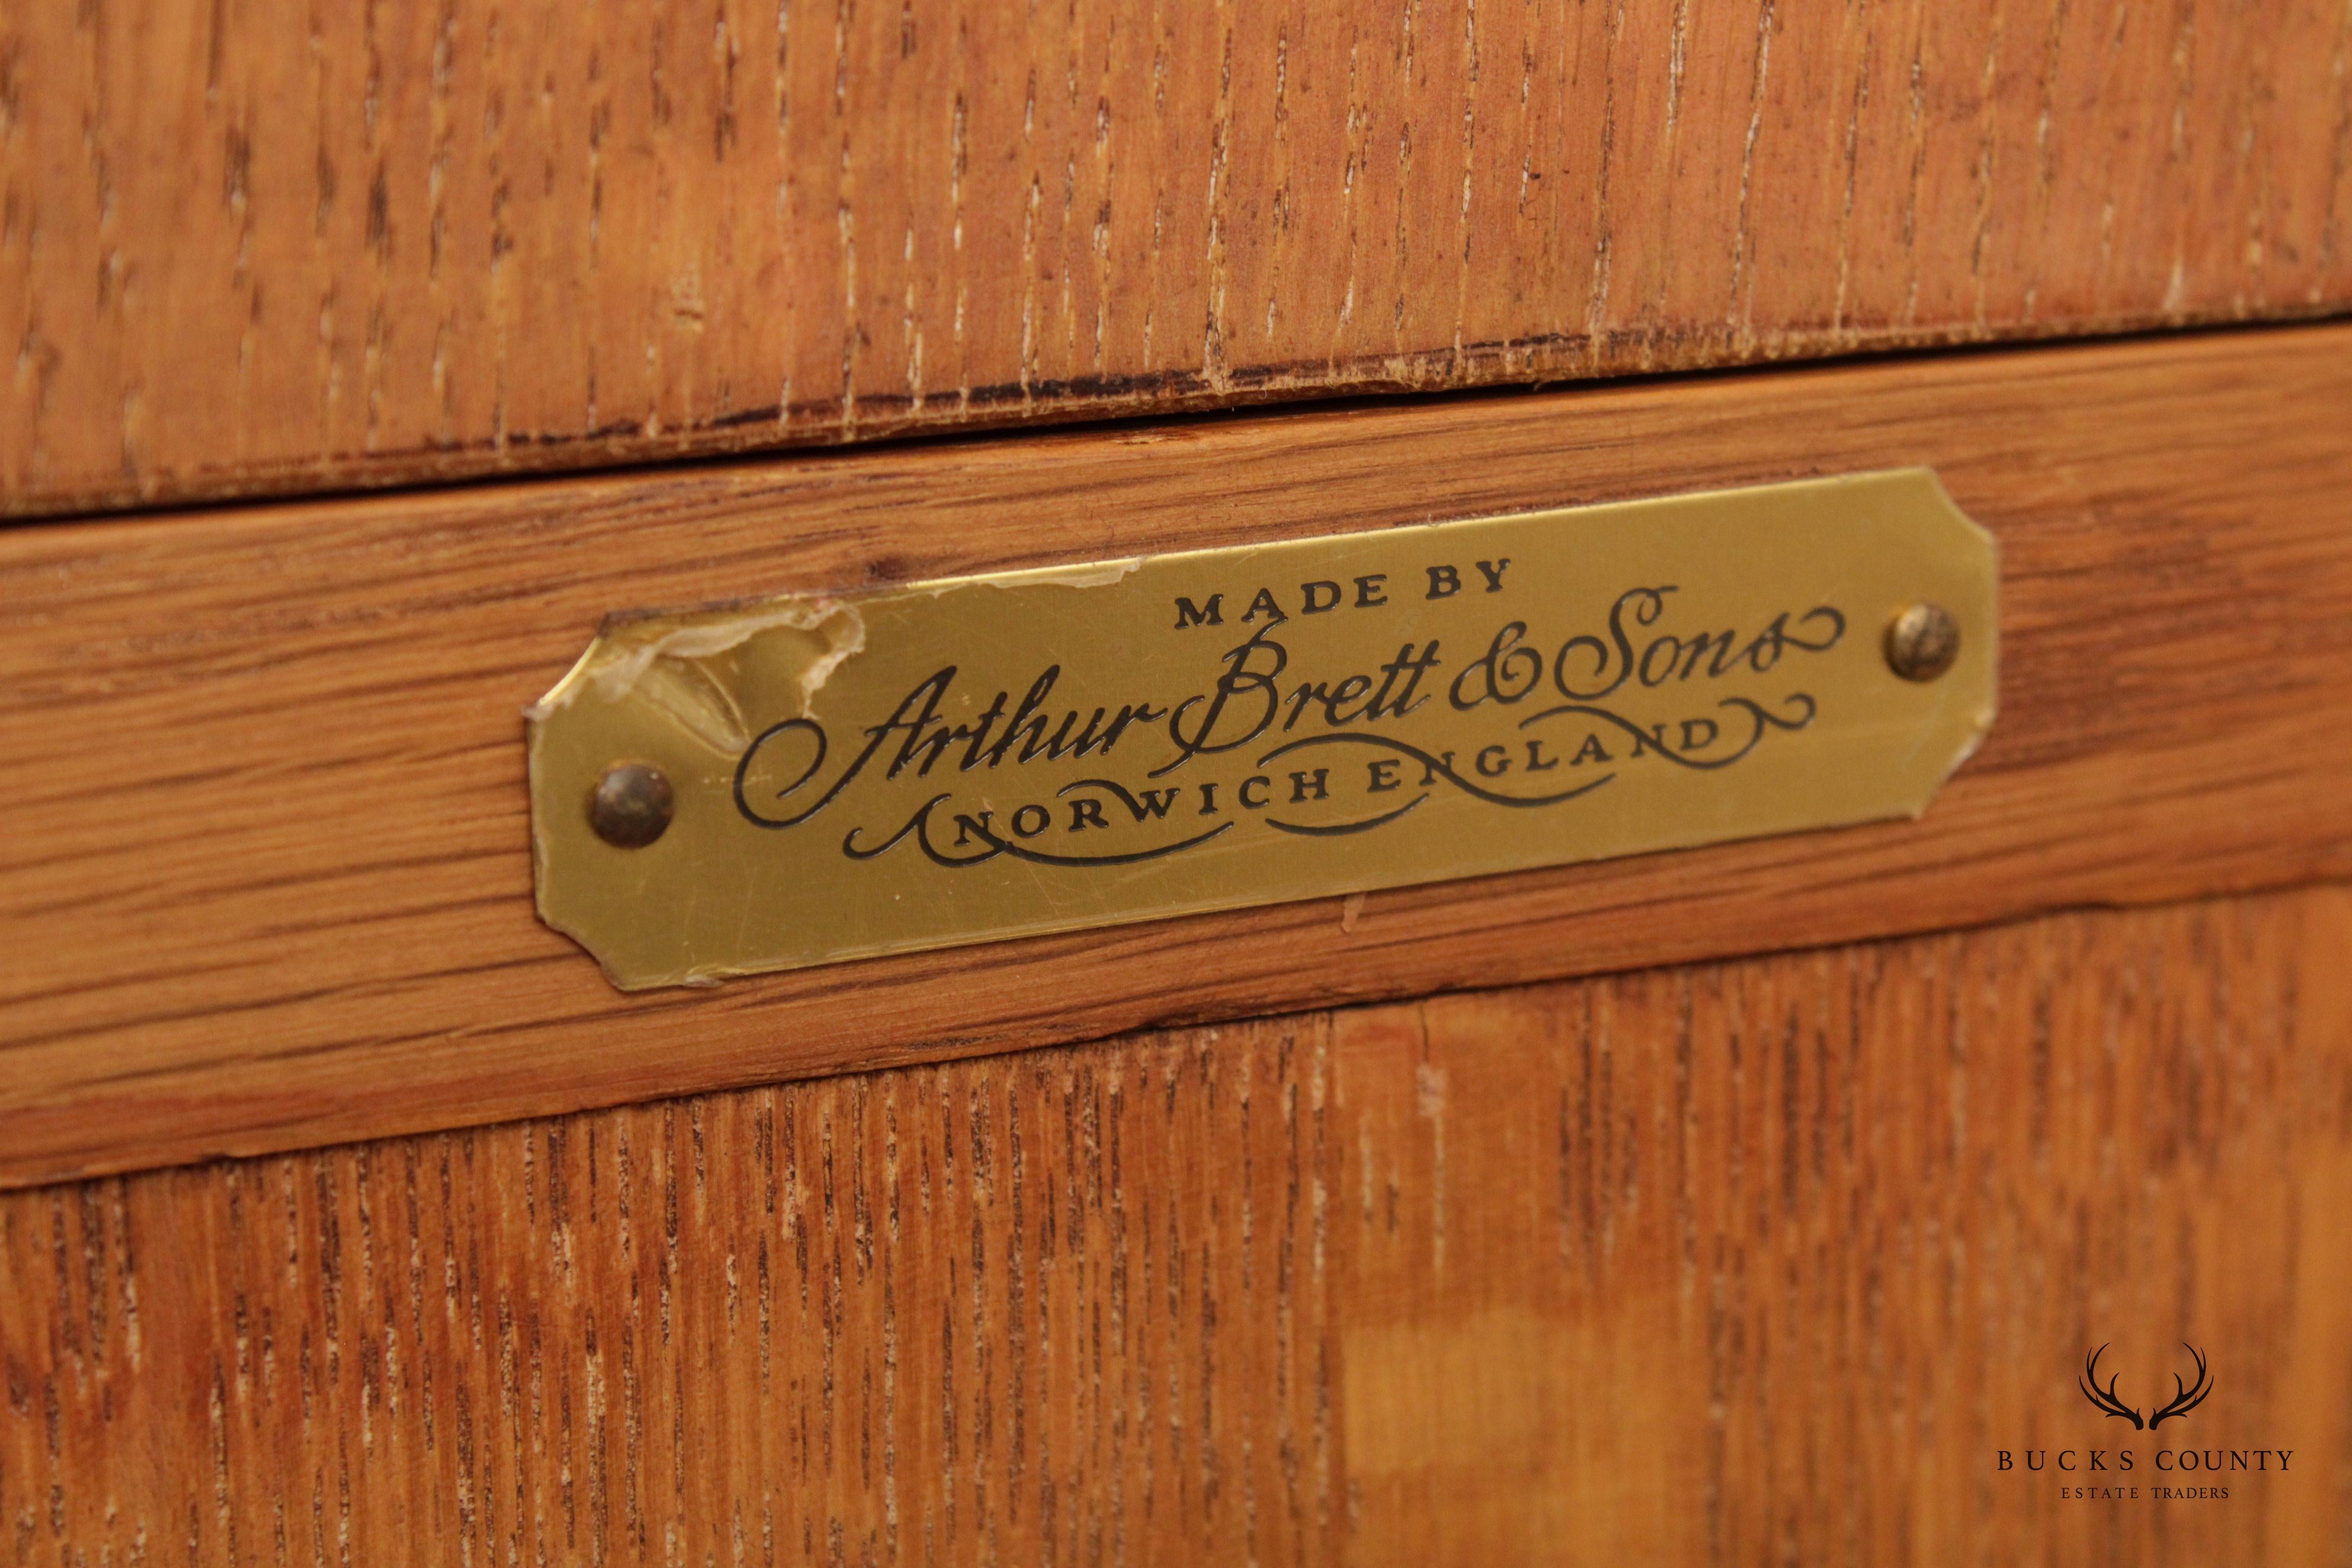 MADE BY
Arthur Brett & Sons
NORWICH ENGLAND
BUCKS COUNTY
ESTATE TRADERS